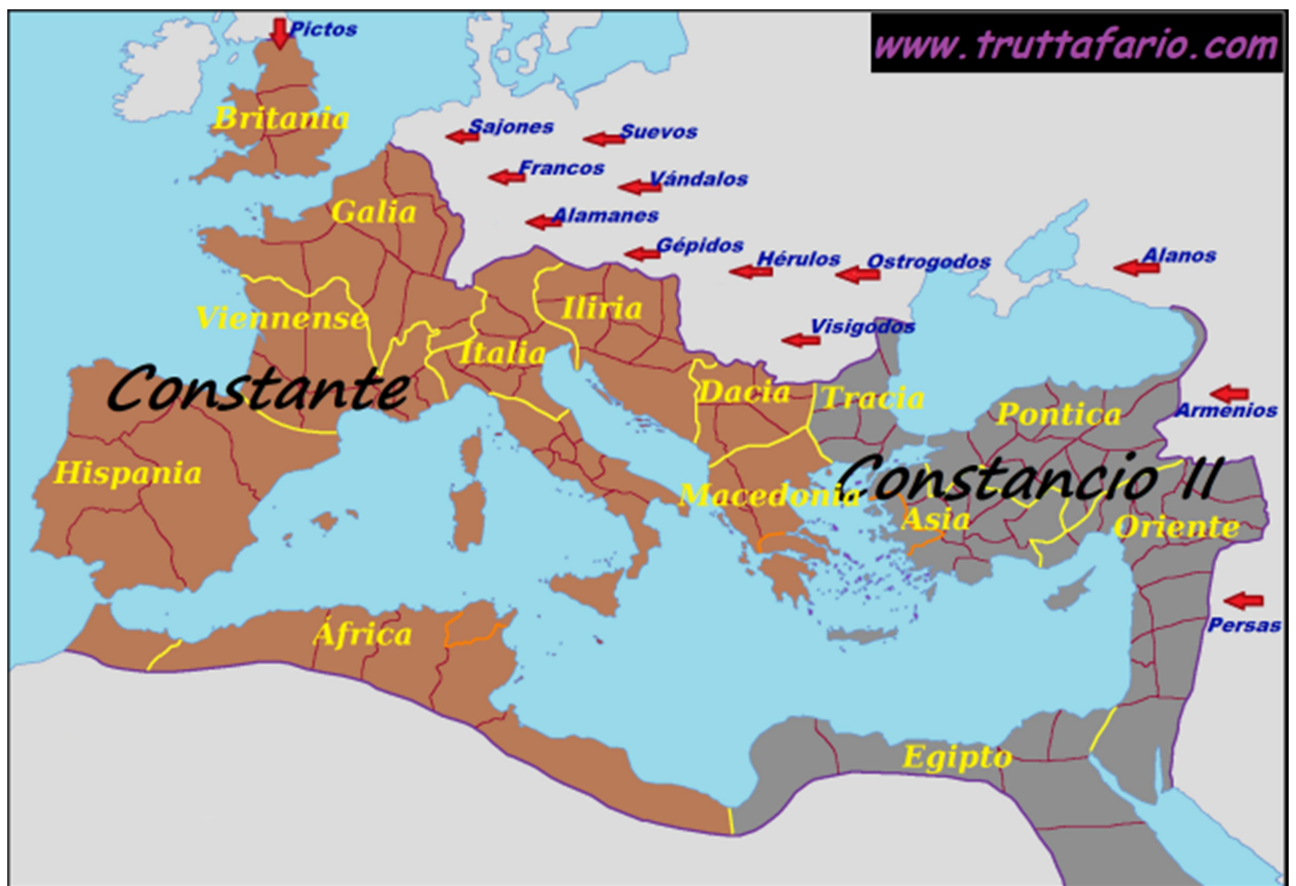 Pictos
www.truttafario.com
Britania
Sajones
Suevos
Francos
Vándalos
Galia
Alamanes
Gépidos
Hérulos
Ostrogodos
Alanos
Viennense
Iliria
Visigodos
Italia
Constante
Dacia
Tracia
Pontica
Armenios
Hispania
Macedonia
Constancio II
Asia
Oriente
África
Persas
Egipto